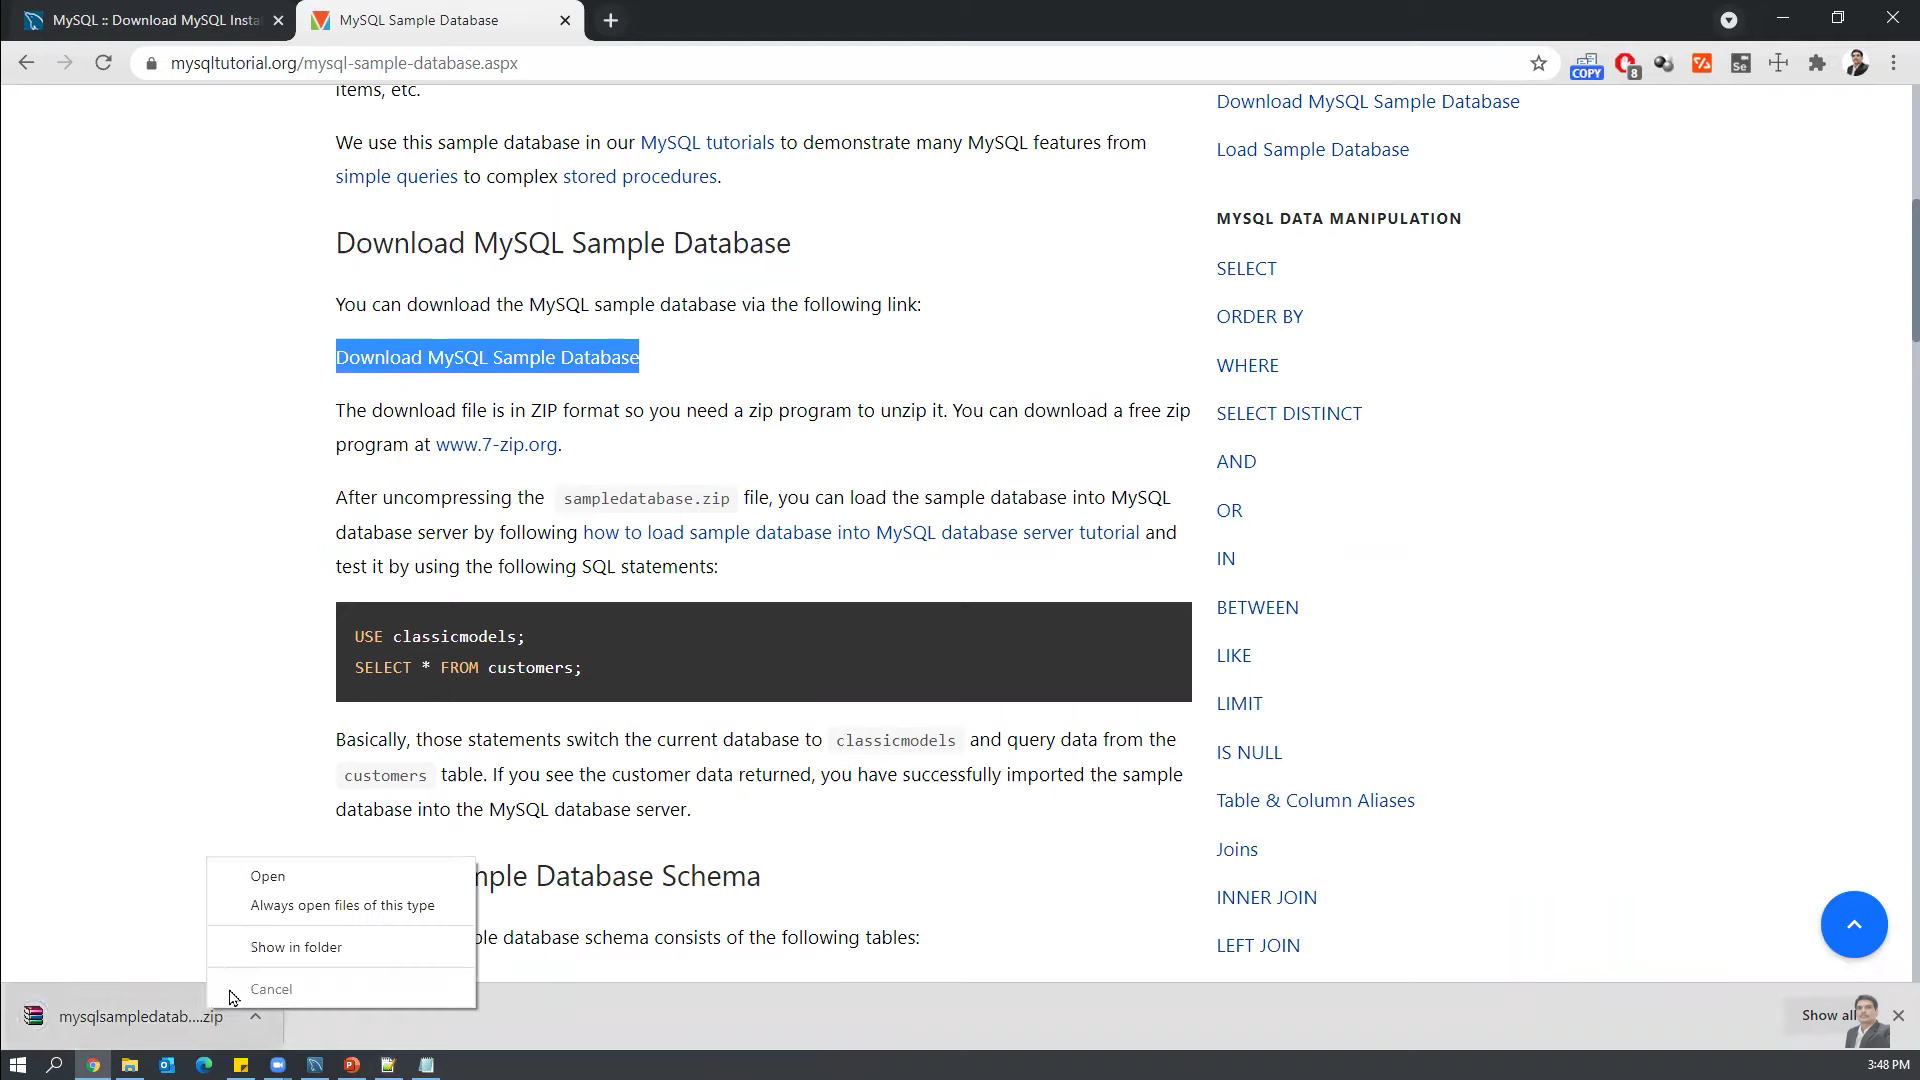 MySQL :: Download MySQL Insta
MySQL Sample Database
mysqltutorial.org/mysql-sample-database.aspx
COPY
8
Se
items, etc.
We use this sample database in our MySQL tutorials to demonstrate many MySQL features from
simple queries to complex stored procedures.
Download MySQL Sample Database
You can download the MySQL sample database via the following link:
Download MySQL Sample Database
The download file is in ZIP format so you need a zip program to unzip it. You can download a free zip
program at www.7-zip.org.
After uncompressing the sampledatabase.zip file, you can load the sample database into MySQL
database server by following how to load sample database into MySQL database server tutorial and
test it by using the following SQL statements:
USE classicmodels;
SELECT * FROM customers;
Basically, those statements switch the current database to classicmodels and query data from the
customers table. If you see the customer data returned, you have successfully imported the sample
database into the MySQL database server.
mple Database Schema
ple database schema consists of the following tables:
Download MySQL Sample Database
Load Sample Database
MYSQL DATA MANIPULATION
SELECT
ORDER BY
WHERE
SELECT DISTINCT
AND
OR
IN
BETWEEN
LIKE
LIMIT
IS NULL
Table & Column Aliases
Joins
INNER JOIN
LEFT JOIN
Open
Always open files of this type
Show in folder
Cancel
mysqlsampledatab....zip
Show all
3:48 PM